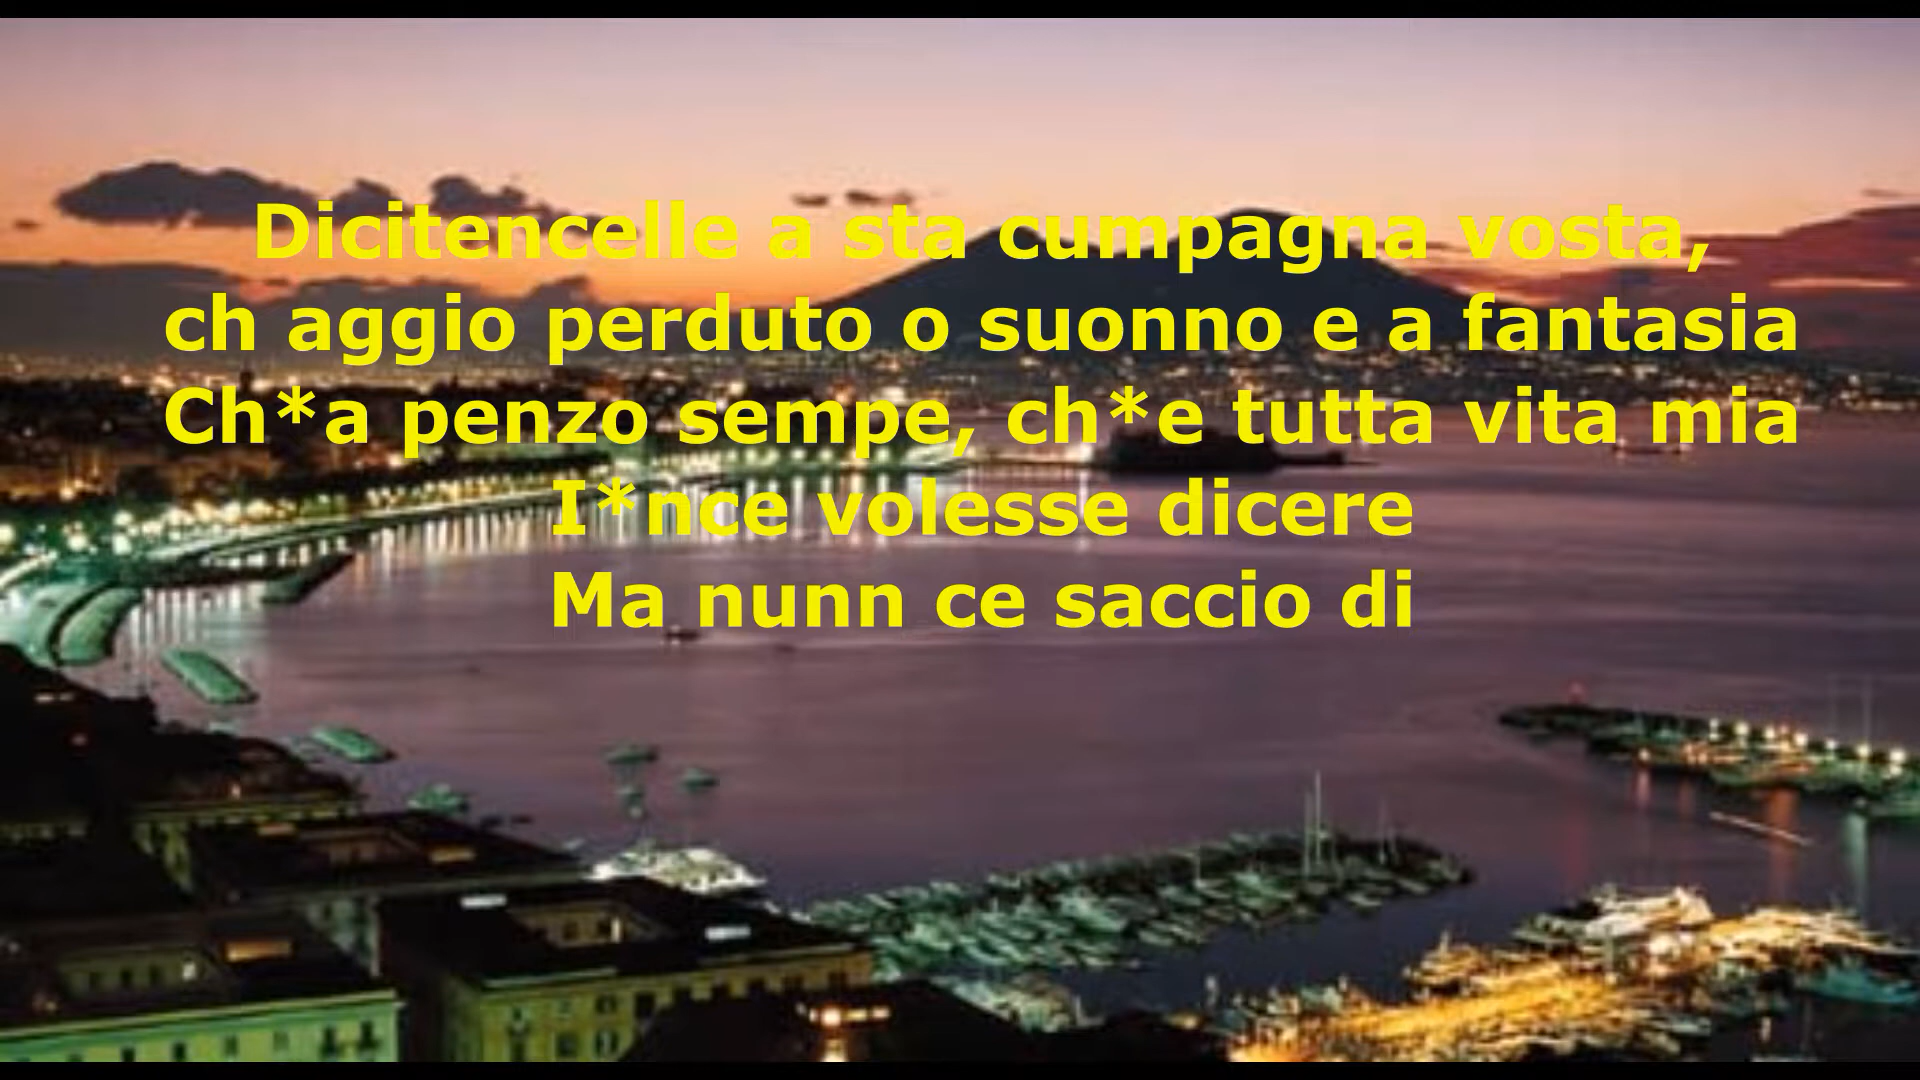 Dicitencelle a sta cumpagna vosta,
ch aggio perduto o suonno e a fantasia
Ch*a penzo sempe, ch*e tutta vita mia
I*nce volesse dicere
Ma nunn ce saccio di